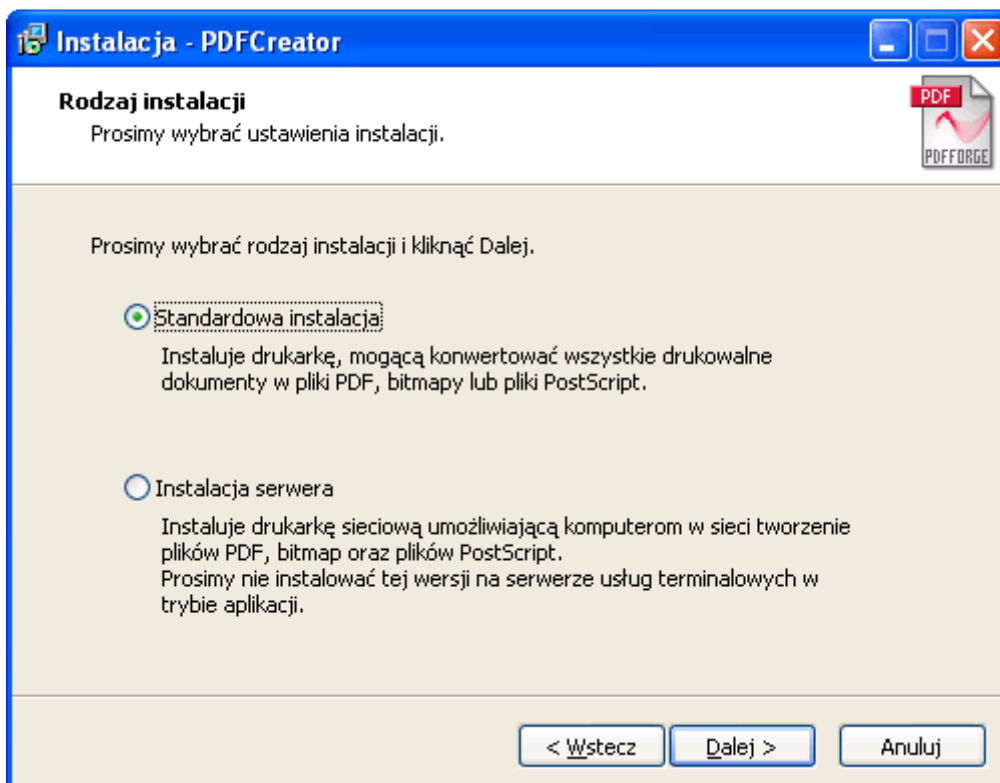 Instalacja - PDFCreator
Rodzaj instalacji
Prosimy wybrać ustawienia instalacji.
PDF
PDFFORGE
Prosimy wybrać rodzaj instalacji i kliknąć Dalej.
Standardowa instalacja
Instaluje drukarkę, mogącą konwertować wszystkie drukowalne
dokumenty w pliki PDF, bitmapy lub pliki PostScript.
Instalacja serwera
Instaluje drukarkę sieciową umożliwiającą komputerom w sieci tworzenie
plików PDF, bitmap oraz plików PostScript.
Prosimy nie instalować tej wersji na serwerze usług terminalowych w
trybie aplikacji.
< Wstecz
Dalej >
Anuluj